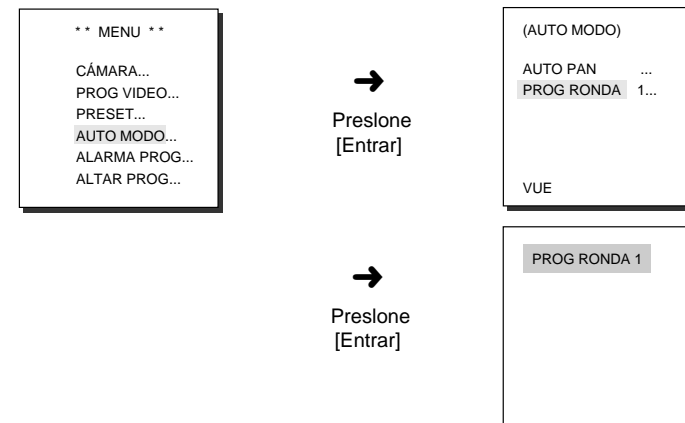 * * MENU * *
CÁMARA...
PROG VIDEO...
PRESET...
AUTO MODO...
ALARMA PROG...
ALTAR PROG...
➔
Preslone
[Entrar]
(AUTO MODO)
AUTO PAN ...
PROG RONDA 1...
VUE
➔
Preslone
[Entrar]
PROG RONDA 1